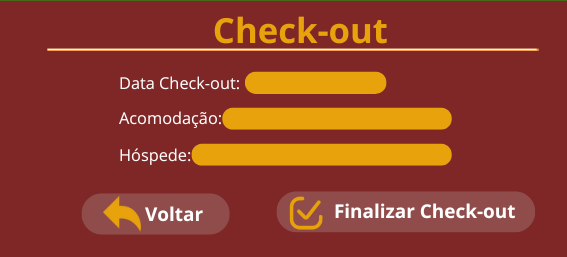 Check-out
Data Check-out:
Acomodação:
Hóspede:
Voltar
Finalizar Check-out